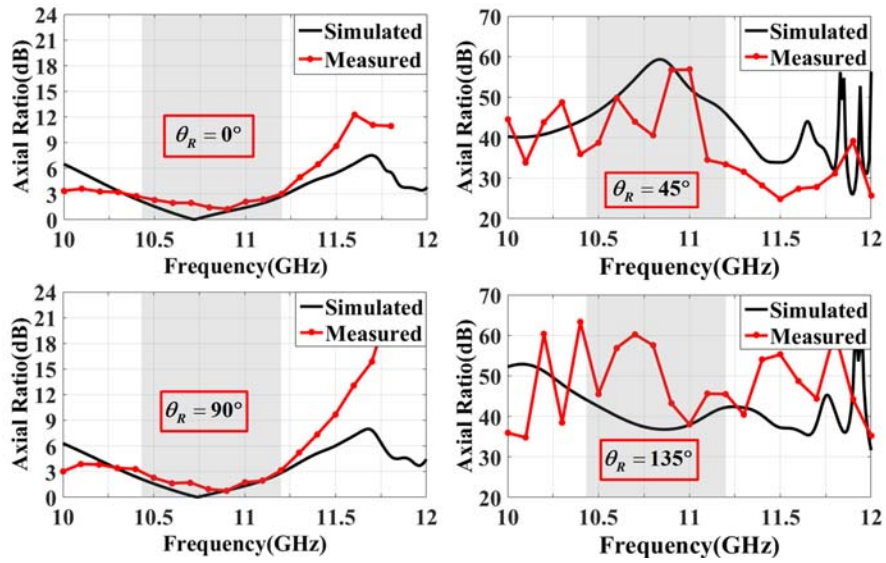 24
21
18
15
12
9
6
3
0
Axial Ratio(dB)
Simulated
Measured
θ_R = 0°
10 10.5 11 11.5 12
Frequency(GHz)
70
60
50
40
30
20
Axial Ratio(dB)
Simulated
Measured
θ_R = 45°
10 10.5 11 11.5 12
Frequency(GHz)
24
21
18
15
12
9
6
3
0
Axial Ratio(dB)
Simulated
Measured
θ_R = 90°
10 10.5 11 11.5 12
Frequency(GHz)
70
60
50
40
30
20
Axial Ratio(dB)
Simulated
Measured
θ_R = 135°
10 10.5 11 11.5 12
Frequency(GHz)